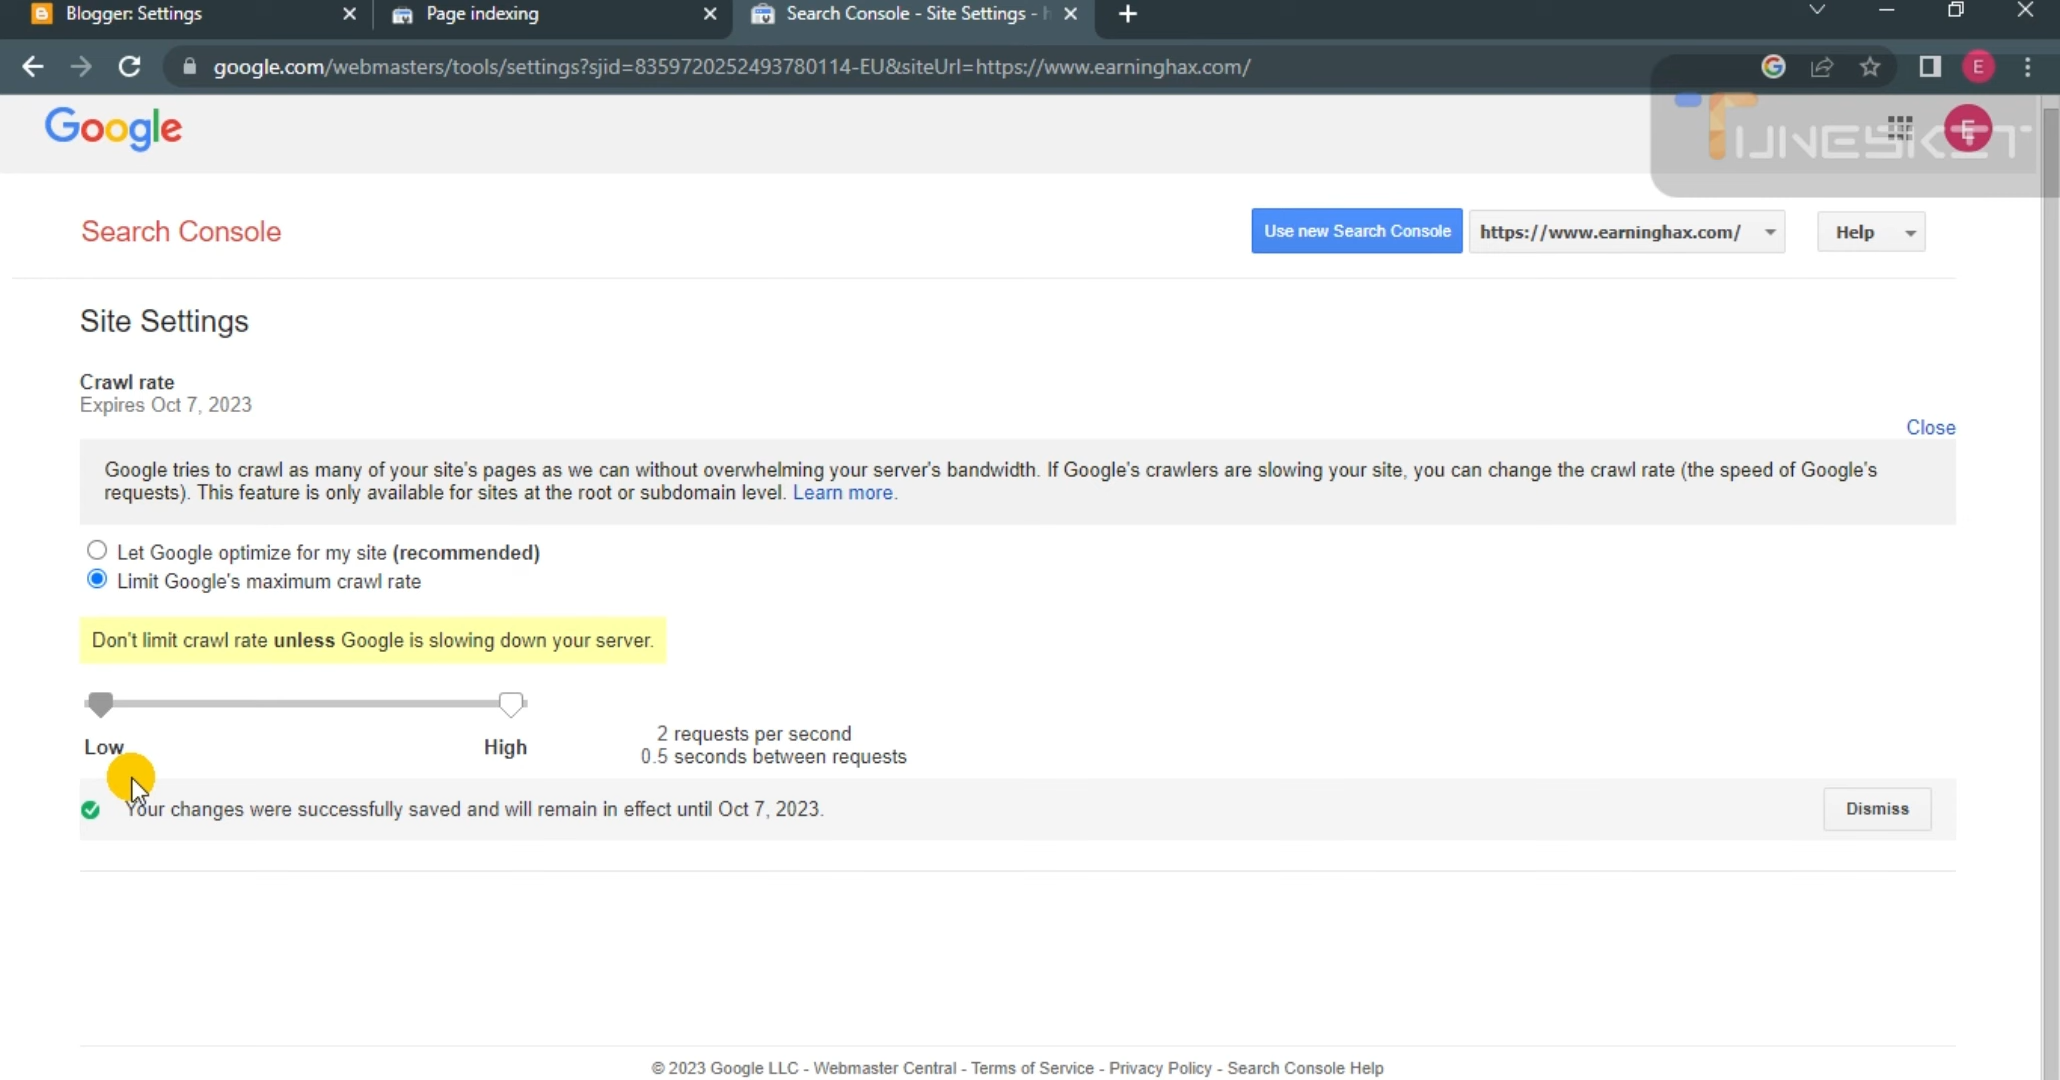 Blogger: Settings
Page indexing
Search Console - Site Settings - h
google.com/webmasters/tools/settings?sjid=8359720252493780114-EU&siteUrl=https://www.earninghax.com/
E
Google
TUNESKIT
E
Search Console
Use new Search Console
https://www.earninghax.com/
Help
Site Settings
Crawl rate
Expires Oct 7, 2023
Close
Google tries to crawl as many of your site's pages as we can without overwhelming your server's bandwidth. If Google's crawlers are slowing your site, you can change the crawl rate (the speed of Google's
requests). This feature is only available for sites at the root or subdomain level. Learn more.
Let Google optimize for my site (recommended)
Limit Google's maximum crawl rate
Don't limit crawl rate unless Google is slowing down your server.
2 requests per second
Low
High
0.5 seconds between requests
Your changes were successfully saved and will remain in effect until Oct 7, 2023.
Dismiss
© 2023 Google LLC - Webmaster Central - Terms of Service - Privacy Policy - Search Console Help